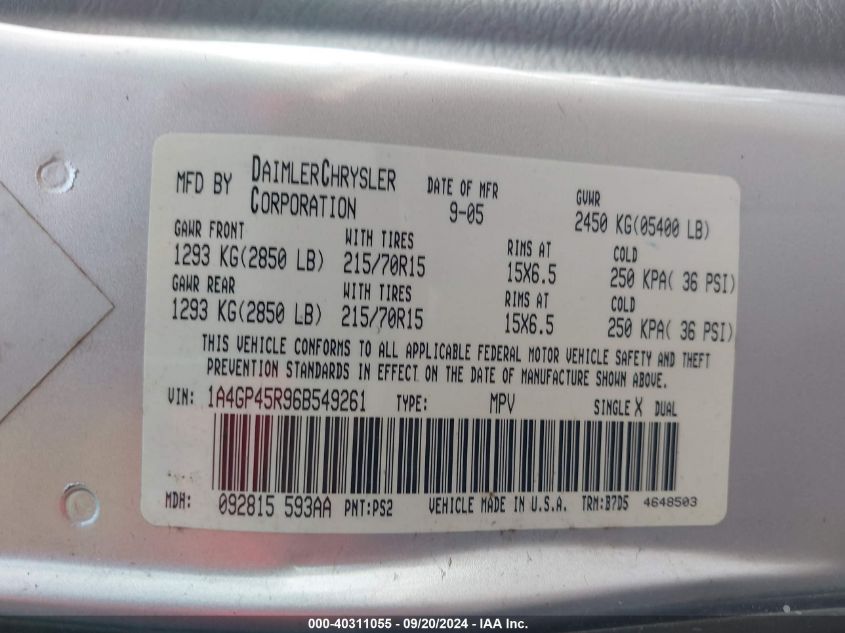 MFD BY DAIMLERCHRYSLER CORPORATION DATE OF MFR 9-05 GVWR 2450 KG(05400 LB)
GAWR FRONT WITH TIRES RIMS AT COLD
1293 KG(2850 LB) 215/70R15 15X6.5 250 KPA( 36 PSI)
GAWR REAR WITH TIRES RIMS AT COLD
1293 KG(2850 LB) 215/70R15 15X6.5 250 KPA( 36 PSI)
THIS VEHICLE CONFORMS TO ALL APPLICABLE FEDERAL MOTOR VEHICLE SAFETY AND THEFT
PREVENTION STANDARDS IN EFFECT ON THE DATE OF MANUFACTURE SHOWN ABOVE.
VIN: 1A4GP45R96B549261 TYPE: MPV SINGLE X DUAL
MDH: 092815 593AA PNT:PS2 VEHICLE MADE IN U.S.A. TRM:B7D5 4648503
000-40311055 - 09/20/2024 - IAA Inc.